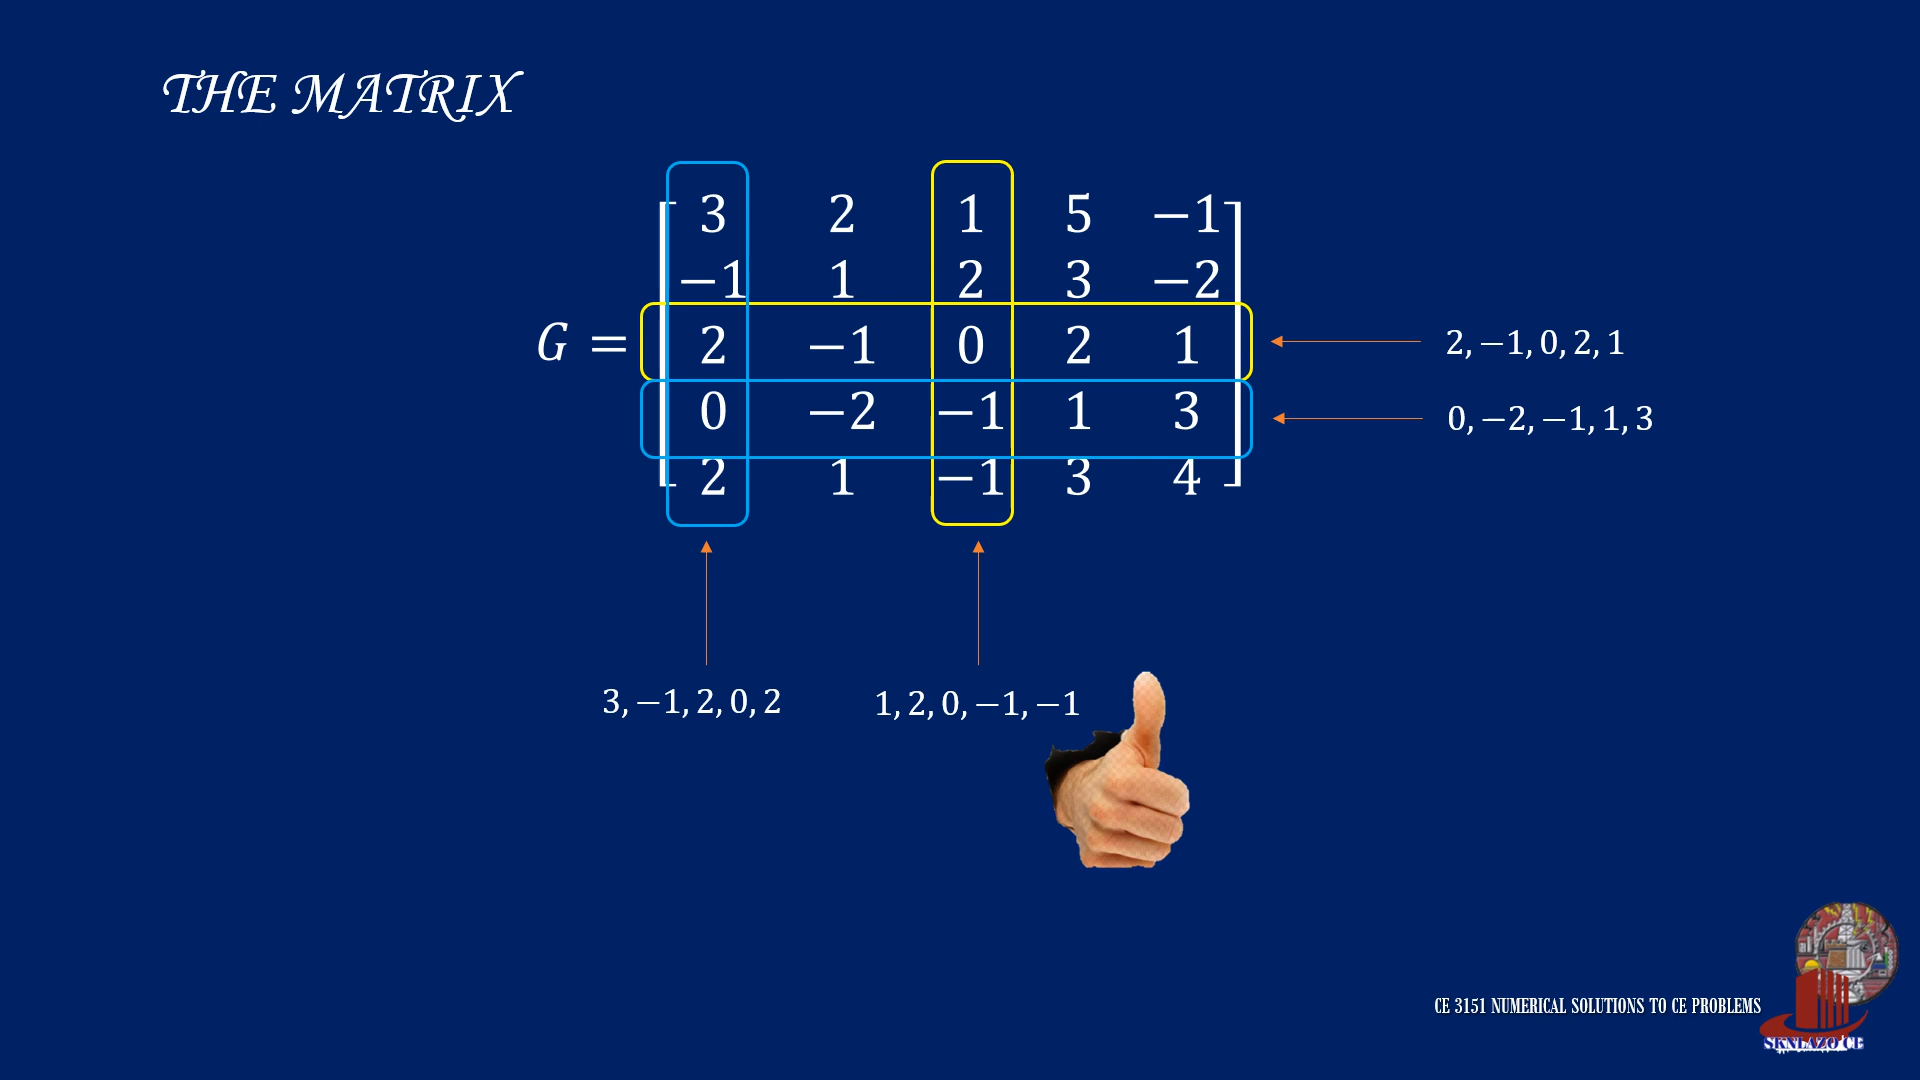 THE MATRIX
3 2 1 5 −1
−1 1 2 3 −2
G = 2 −1 0 2 1
2, −1, 0, 2, 1
0 −2 −1 1 3
0, −2, −1, 1, 3
2 1 −1 3 4
3, −1, 2, 0, 2
1, 2, 0, −1, −1
CE 3151 NUMERICAL SOLUTIONS TO CE PROBLEMS
SKNLAZO CE